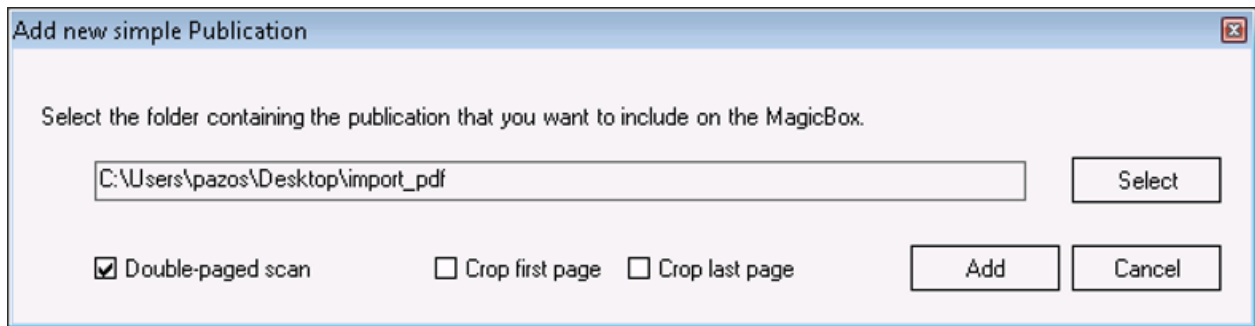 Add new simple Publication
Select the folder containing the publication that you want to include on the MagicBox.
C:\Users\pazos\Desktop\import_pdf
Select
Double-paged scan
Crop first page
Crop last page
Add
Cancel